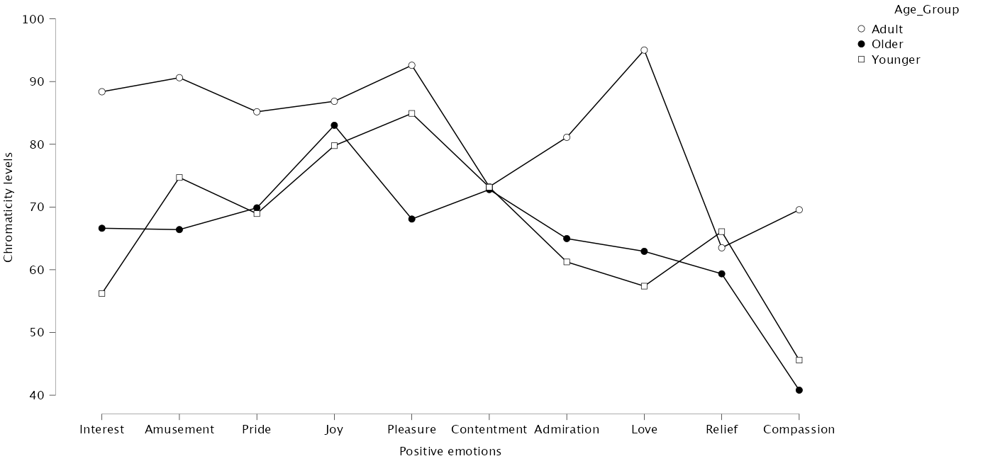 Age_Group
Adult
Older
Younger
Chromaticity levels
100
90
80
70
60
50
40
Interest Amusement Pride Joy Pleasure Contentment Admiration Love Relief Compassion
Positive emotions